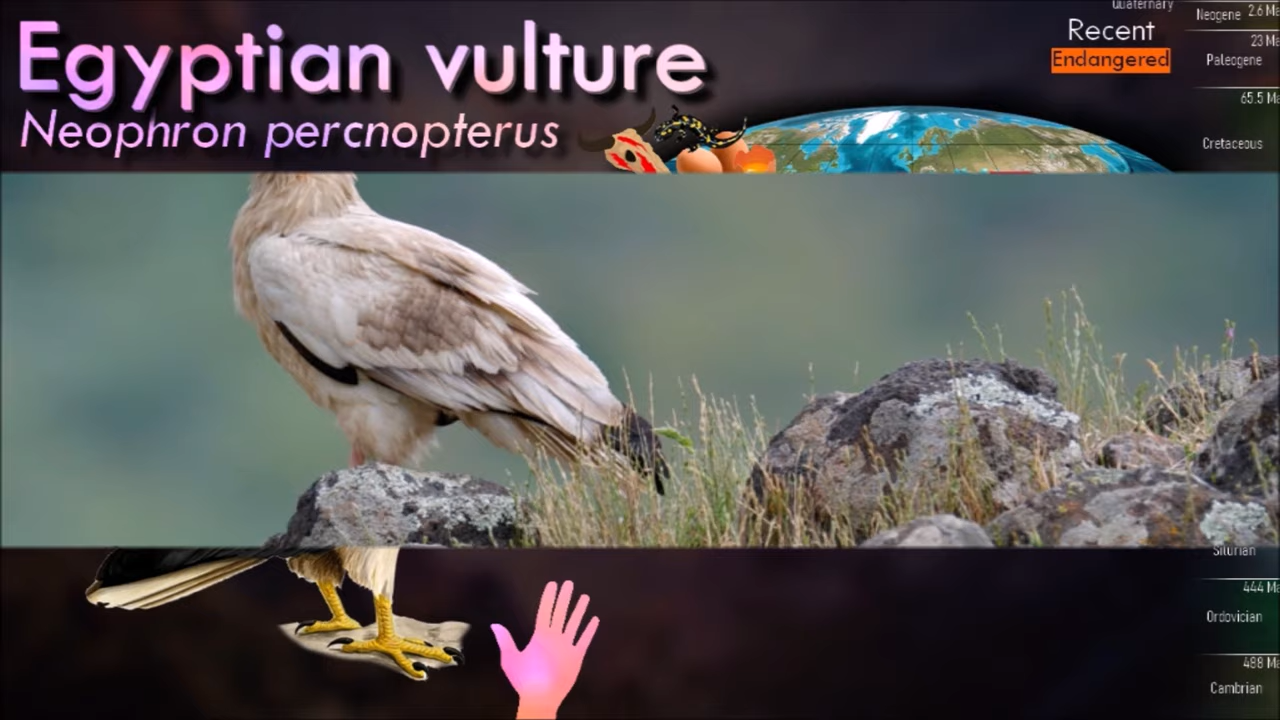 Egyptian vulture
Neophron percnopterus
Recent
Endangered
Quaternary
Neogene 2.6 Ma
23 Ma
Paleogene
65.5 Ma
Cretaceous
Silurian
444 Ma
Ordovician
488 Ma
Cambrian